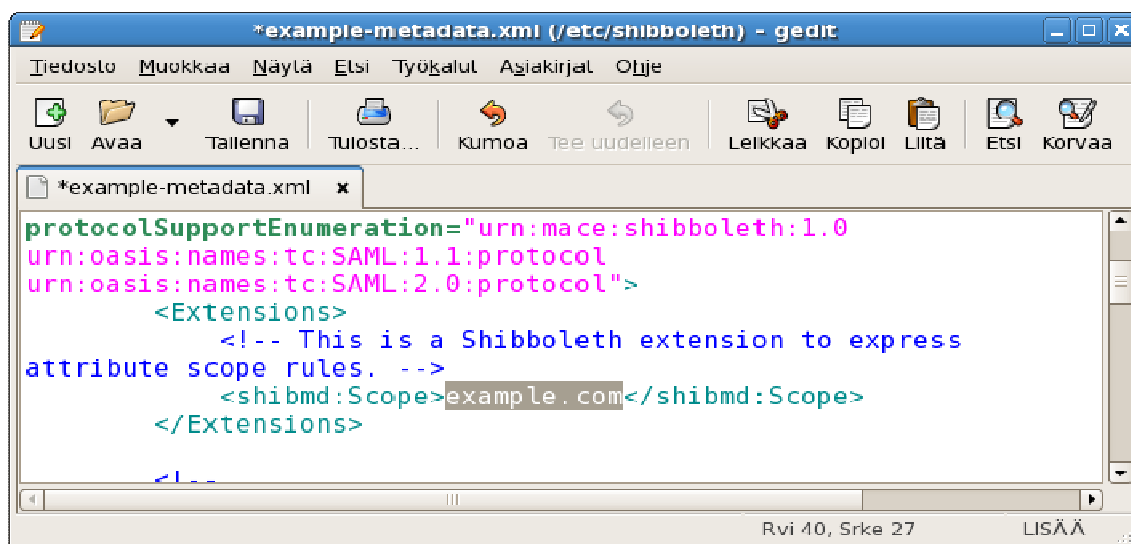 *example-metadata.xml (/etc/shibboleth) - gedit
Tiedosto Muokkaa Näytä Etsi Työkalut Asiakirjat Ohje
Uusi Avaa Tallenna Tulosta... Kumoa Tee uudelleen Leikkaa Kopioi Liitä Etsi Korvaa
*example-metadata.xml
protocolSupportEnumeration="urn:mace:shibboleth:1.0
urn:oasis:names:tc:SAML:1.1:protocol
urn:oasis:names:tc:SAML:2.0:protocol">
<Extensions>
<!-- This is a Shibboleth extension to express
attribute scope rules. -->
<shibmd:Scope>example.com</shibmd:Scope>
</Extensions>
<!--
Rvi 40, Srke 27 LISÄÄ